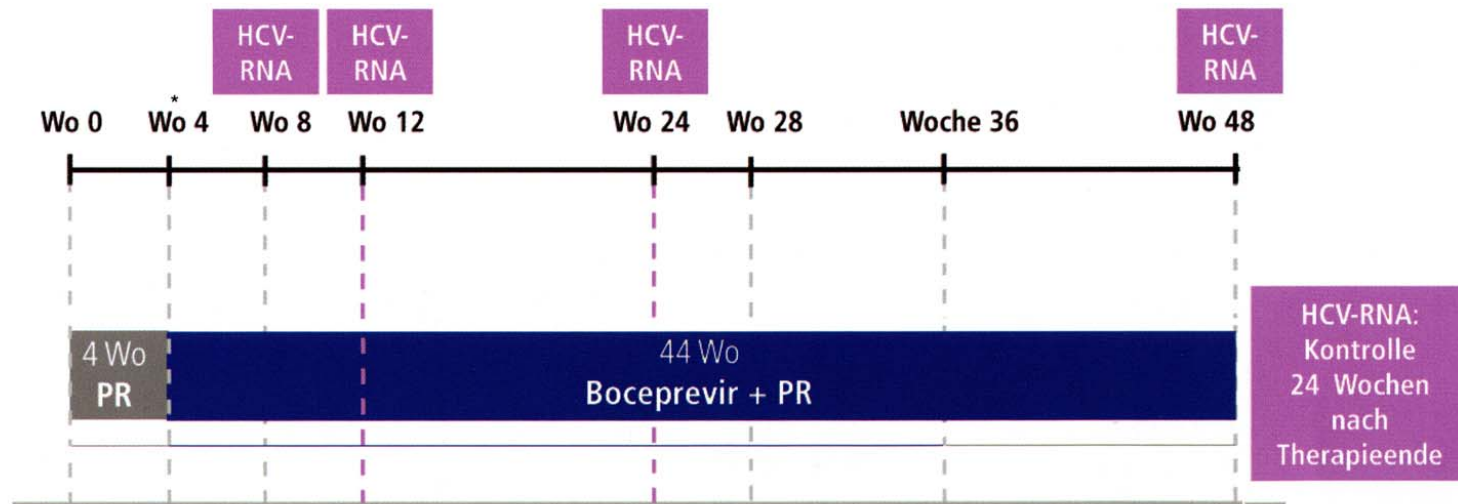 HCV-
RNA
HCV-
RNA
HCV-
RNA
HCV-
RNA
*
Wo 0 Wo 4 Wo 8 Wo 12 Wo 24 Wo 28 Woche 36 Wo 48
4 Wo
PR
44 Wo
Boceprevir + PR
HCV-RNA:
Kontrolle
24 Wochen
nach
Therapieende